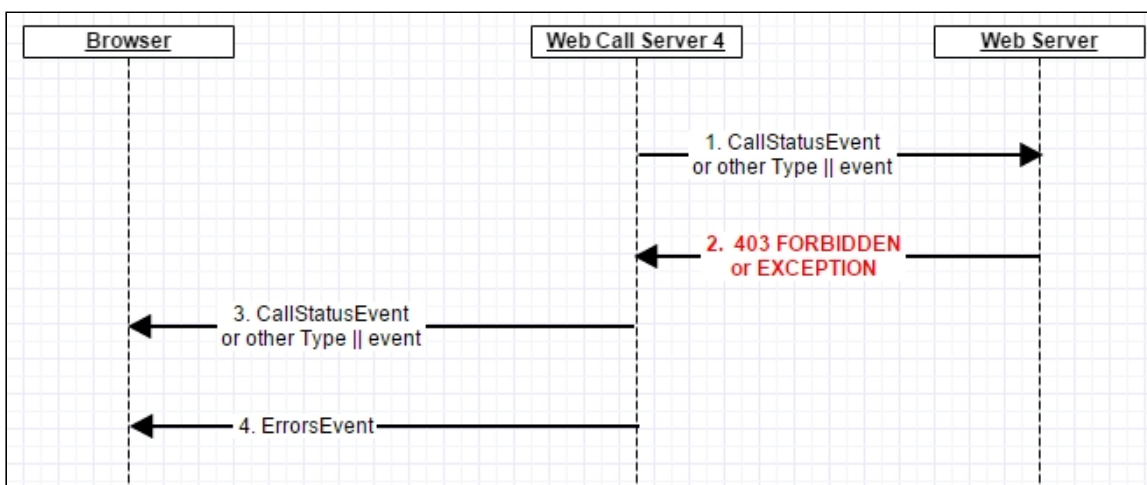 Browser
Web Call Server 4
Web Server
1. CallStatusEvent
or other Type || event
2. 403 FORBIDDEN
or EXCEPTION
3. CallStatusEvent
or other Type || event
4. ErrorsEvent